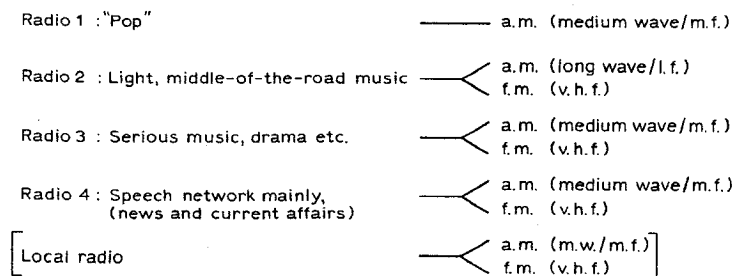 Radio 1 : "Pop" a.m. (medium wave/m.f.)
Radio 2 : Light, middle-of-the-road music a.m. (long wave/l.f.)
f.m. (v.h.f.)
Radio 3 : Serious music, drama etc. a.m. (medium wave/m.f.)
f.m. (v.h.f.)
Radio 4 : Speech network mainly, a.m. (medium wave/m.f.)
(news and current affairs) f.m. (v.h.f.)
Local radio a.m. (m.w./m.f.)
f.m. (v.h.f.)